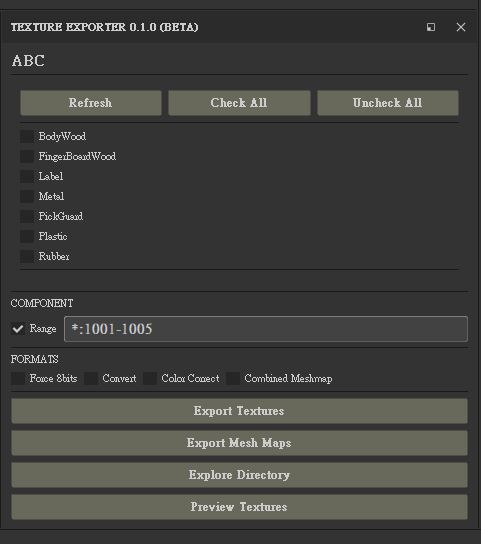 TEXTURE EXPORTER 0.1.0 (BETA)
ABC
Refresh Check All Uncheck All
BodyWood
FingerBoardWood
Label
Metal
PickGuard
Plastic
Rubber
COMPONENT
Range *:1001-1005
FORMATS
Force 8bits Convert Color Correct Combined Meshmap
Export Textures
Export Mesh Maps
Explore Directory
Preview Textures